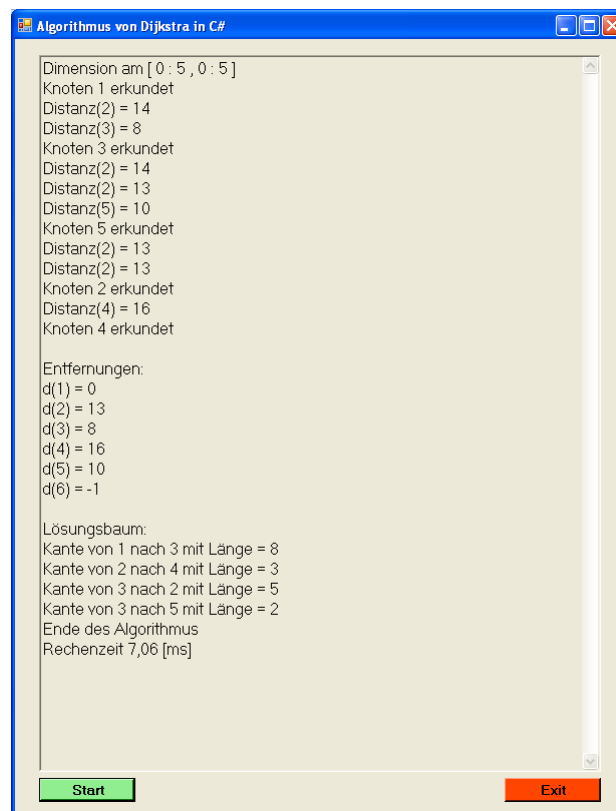 Algorithmus von Dijkstra in C#
Dimension am [ 0 : 5 , 0 : 5 ]
Knoten 1 erkundet
Distanz(2) = 14
Distanz(3) = 8
Knoten 3 erkundet
Distanz(2) = 14
Distanz(2) = 13
Distanz(5) = 10
Knoten 5 erkundet
Distanz(2) = 13
Distanz(2) = 13
Knoten 2 erkundet
Distanz(4) = 16
Knoten 4 erkundet
Entfernungen:
d(1) = 0
d(2) = 13
d(3) = 8
d(4) = 16
d(5) = 10
d(6) = -1
Lösungsbaum:
Kante von 1 nach 3 mit Länge = 8
Kante von 2 nach 4 mit Länge = 3
Kante von 3 nach 2 mit Länge = 5
Kante von 3 nach 5 mit Länge = 2
Ende des Algorithmus
Rechenzeit 7,06 [ms]
Start
Exit